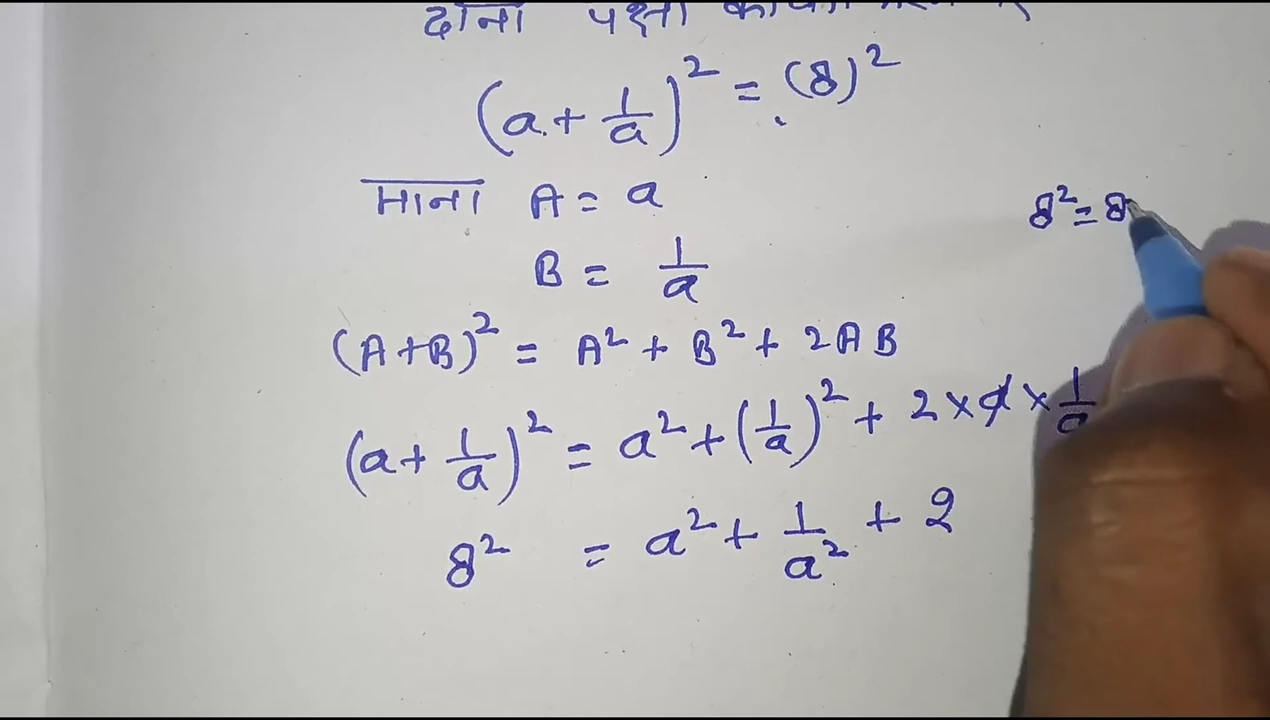 दोनों पक्षों का
(a + 1/a)² = (8)²
माना A = a
8² = 8
B = 1/a
(A+B)² = A² + B² + 2AB
(a + 1/a)² = a² + (1/a)² + 2 × a × 1/a
8² = a² + 1/a² + 2